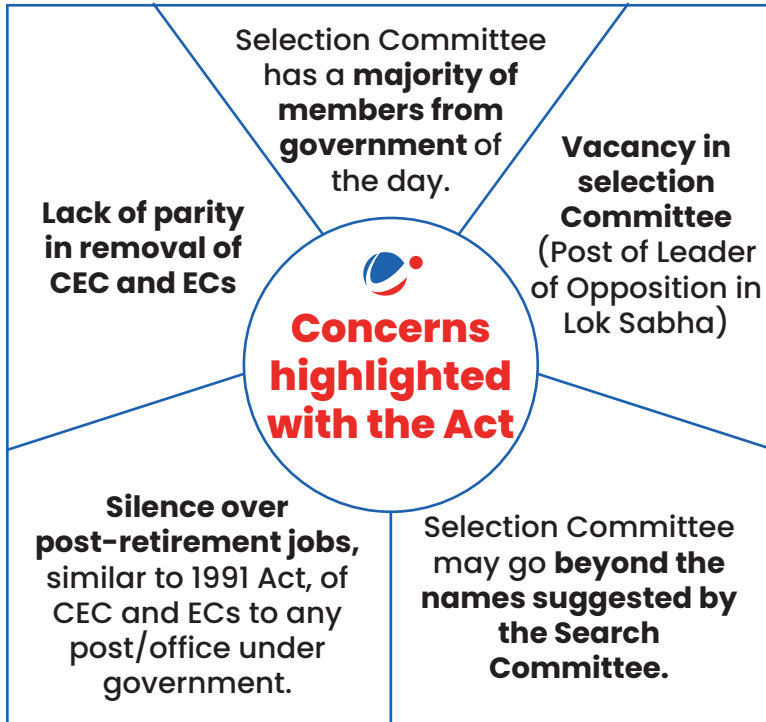 Selection Committee
has a majority of
members from
government of
the day.
Vacancy in
selection
Committee
(Post of Leader
of Opposition in
Lok Sabha)
Lack of parity
in removal of
CEC and ECs
Concerns
highlighted
with the Act
Silence over
post-retirement jobs,
similar to 1991 Act, of
CEC and ECs to any
post/office under
government.
Selection Committee
may go beyond the
names suggested by
the Search
Committee.